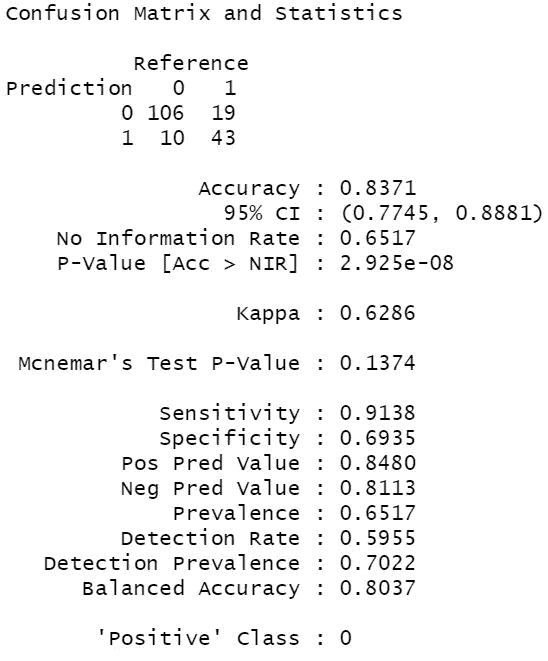 Confusion Matrix and Statistics
Reference
Prediction 0 1
0 106 19
1 10 43
Accuracy : 0.8371
95% CI : (0.7745, 0.8881)
No Information Rate : 0.6517
P-Value [Acc > NIR] : 2.925e-08
Kappa : 0.6286
Mcnemar's Test P-Value : 0.1374
Sensitivity : 0.9138
Specificity : 0.6935
Pos Pred Value : 0.8480
Neg Pred Value : 0.8113
Prevalence : 0.6517
Detection Rate : 0.5955
Detection Prevalence : 0.7022
Balanced Accuracy : 0.8037
'Positive' Class : 0